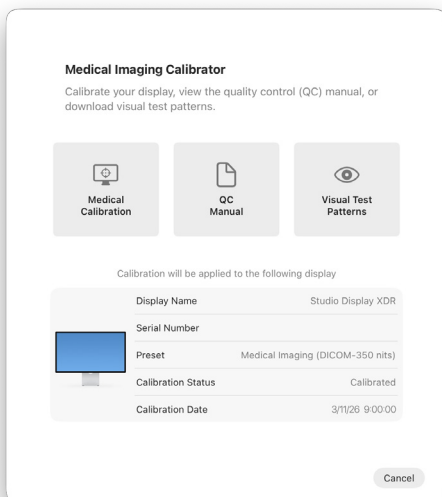 Medical Imaging Calibrator
Calibrate your display, view the quality control (QC) manual, or
download visual test patterns.
Medical
Calibration
QC
Manual
Visual Test
Patterns
Calibration will be applied to the following display
Display Name Studio Display XDR
Serial Number
Preset Medical Imaging (DICOM-350 nits)
Calibration Status Calibrated
Calibration Date 3/11/26 9:00:00
Cancel